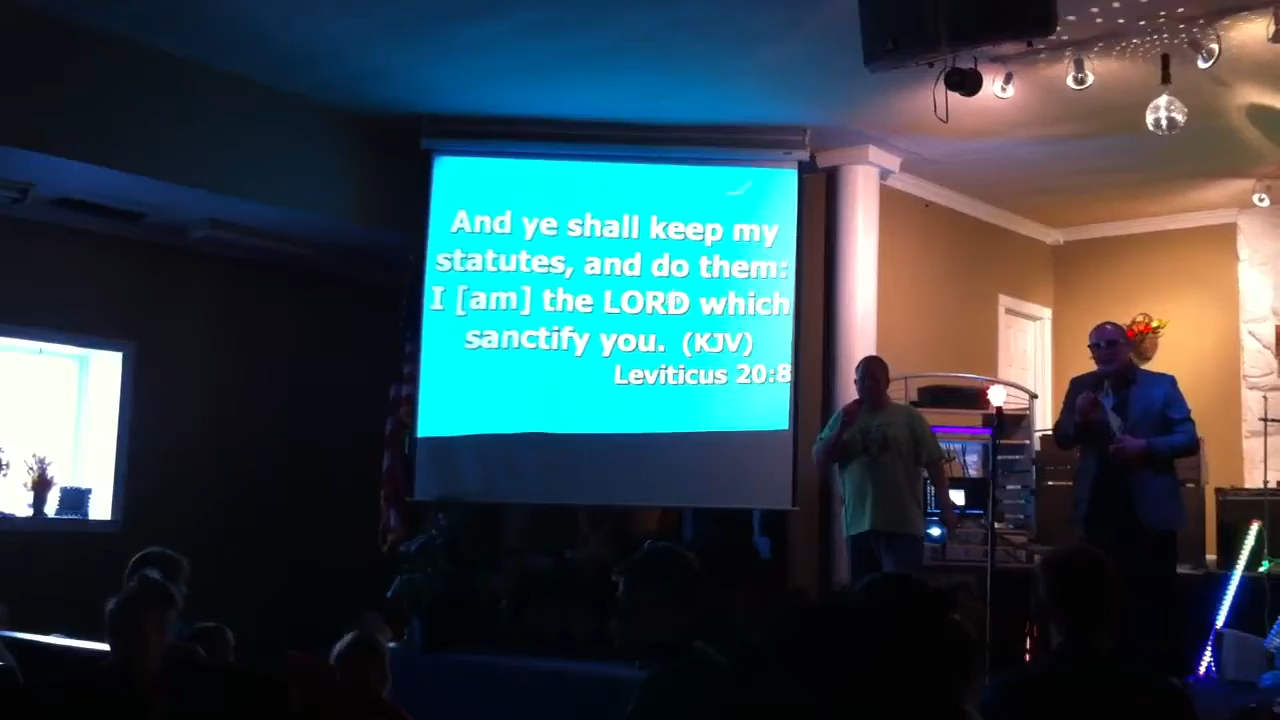 And ye shall keep my
statutes, and do them:
I [am] the LORD which
sanctify you. (KJV)
Leviticus 20:8